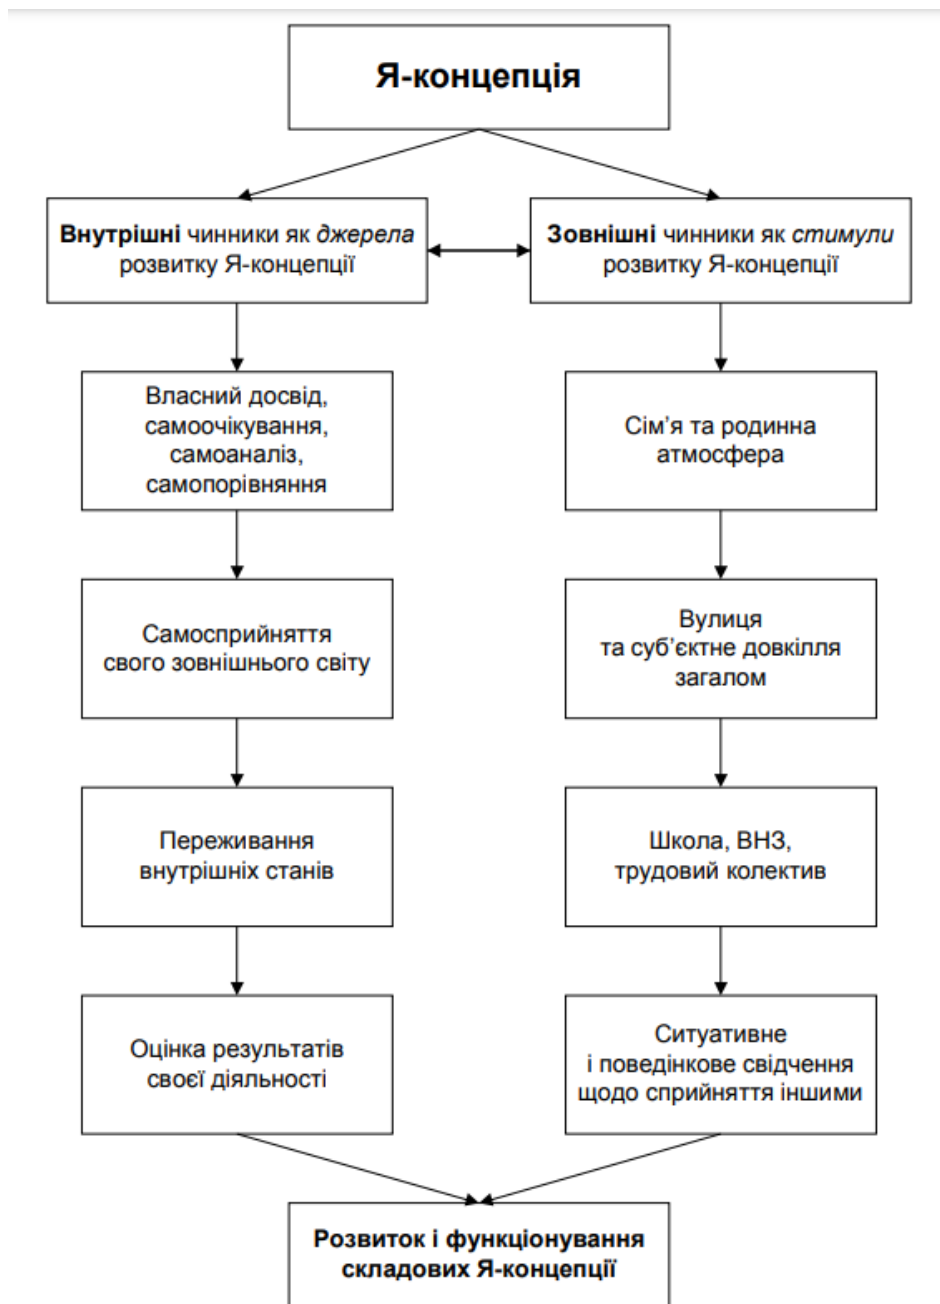 Я-концепція
Внутрішні чинники як джерела
розвитку Я-концепції
Зовнішні чинники як стимули
розвитку Я-концепції
Власний досвід,
самоочікування,
самоаналіз,
самопорівняння
Сім’я та родинна
атмосфера
Самосприйняття
свого зовнішнього світу
Вулиця
та суб’єктне довкілля
загалом
Переживання
внутрішніх станів
Школа, ВНЗ,
трудовий колектив
Оцінка результатів
своєї діяльності
Ситуативне
і поведінкове свідчення
щодо сприйняття іншими
Розвиток і функціонування
складових Я-концепції